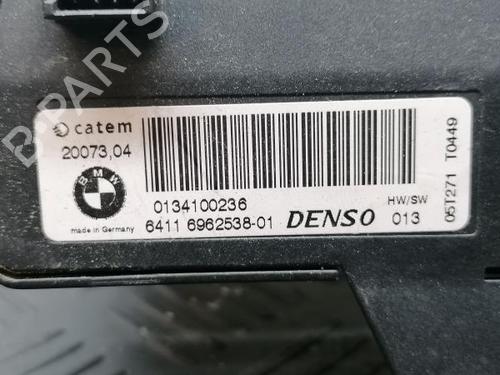 B PARTS
catem
20073,04
BMW
made in Germany
0134100236
6411 6962538-01
DENSO
HW/SW
013
05T271 T0449